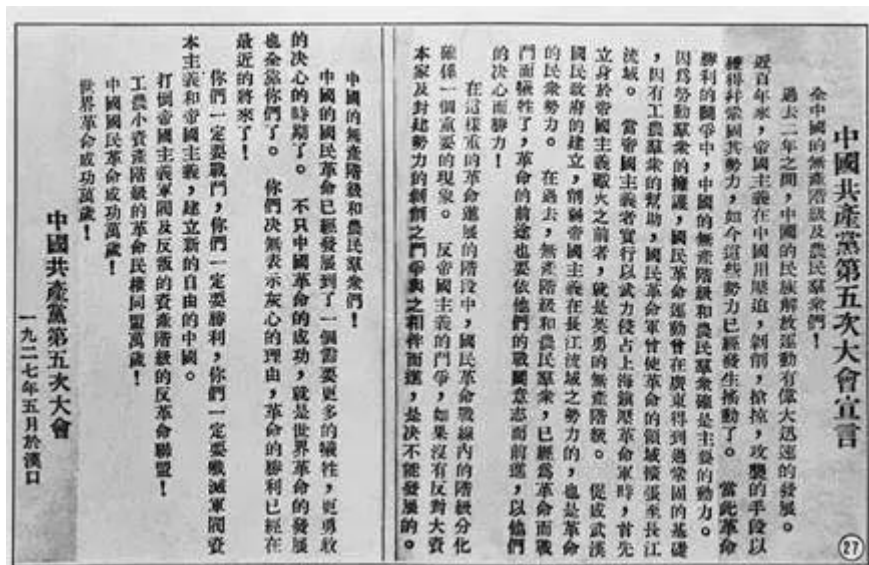 中國共產黨第五次大會宣言
全中國的無產階級及農民羣衆們！
過去二年之間，中國的民族解放運動有偉大迅速的發展。
近百年來，帝國主義在中國用壓迫，剝削，搶掠，攻襲的手段以
獲得幷鞏固其勢力，如今這些勢力已經發生搖動了。 當此革命
勝利的鬭爭中，中國的無產階級和農民羣衆確是主要的動力。
因爲勞動羣衆的擁護，國民革命運動曾在廣東得到過鞏固的基礎
，因有工農羣衆的幫助，國民革命軍曾使革命的領域擴張至長江
流域。 當帝國主義者實行以武力侵占上海鎭壓革命軍時，首先
立身於帝國主義礮火之前者，就是英勇的無產階級。 促成武漢
國民政府的建立，削弱帝國主義在長江流域之勢力的，也是革命
的民衆勢力。 在過去，無產階級和農民羣衆，已經爲革命而戰
鬥而犧牲了，革命的前途也要依他們的戰鬭意志而前進，以他們
的决心而勝力！
在這樣重的革命進展的階段中，國民革命戰線內的階級分化
確係一個重要的現象。 反帝國主義的鬥爭，如果沒有反對大資
本家及封建勢力的剝削之鬥爭與之相伴而進，是决不能發展的。
中國的無產階級和農民羣衆們！
中國的國民革命已經發展到了一個需要更多的犧牲，更勇敢
的决心的時期了。 不只中國革命的成功，就是世界革命的發展
也全靠你們了。 你們决無表示灰心的理由，革命的勝利已經在
最近的將來了！
你們一定要戰鬥，你們一定要勝利，你們一定要殲滅軍閥資
本主義和帝國主義，建立新的自由的中國。
打倒帝國主義軍閥及反叛的資產階級的反革命聯盟！
工農小資產階級的革命民權同盟萬歲！
中國國民革命成功萬歲！
世界革命成功萬歲！
中國共產黨第五次大會
一九二七年五月於漢口
27